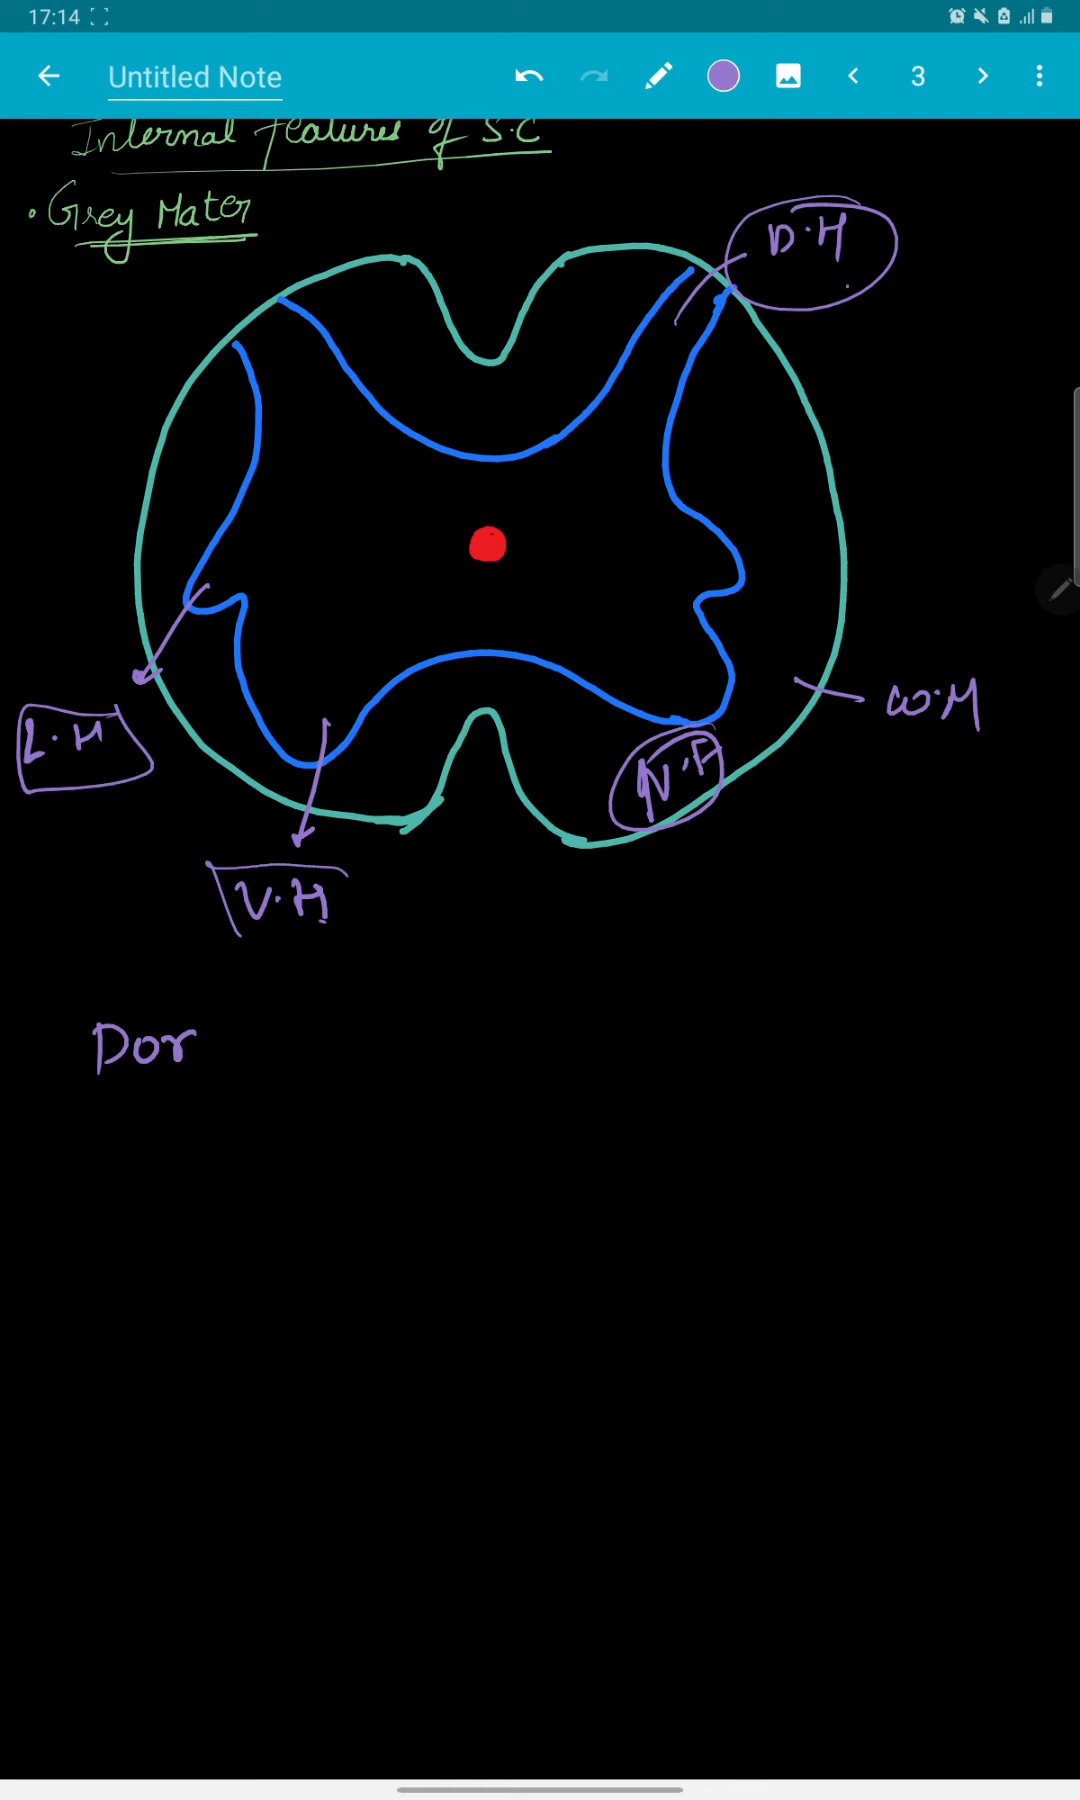 17:14
Untitled Note
3
Internal features of S.C
• Grey Mater
D.H
W.M
L.H
V.H
Dor